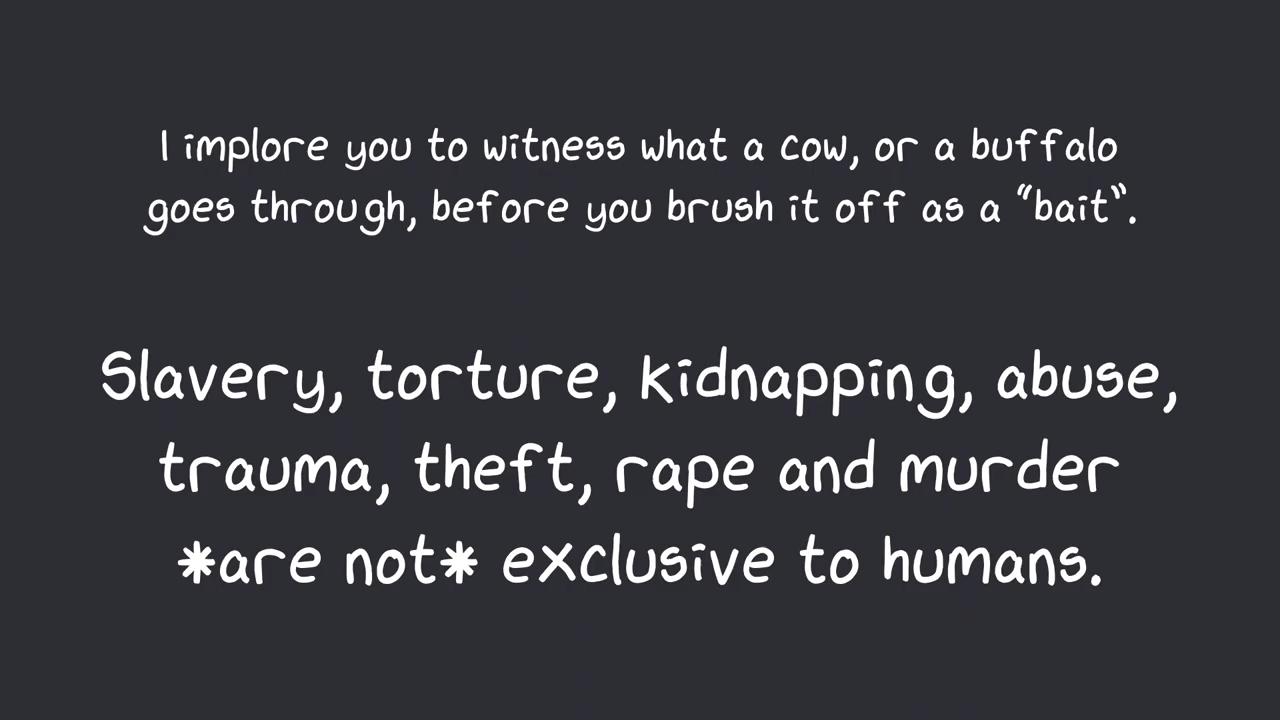 I implore you to witness what a cow, or a buffalo
goes through, before you brush it off as a “bait”.
Slavery, torture, kidnapping, abuse,
trauma, theft, rape and murder
*are not* exclusive to humans.